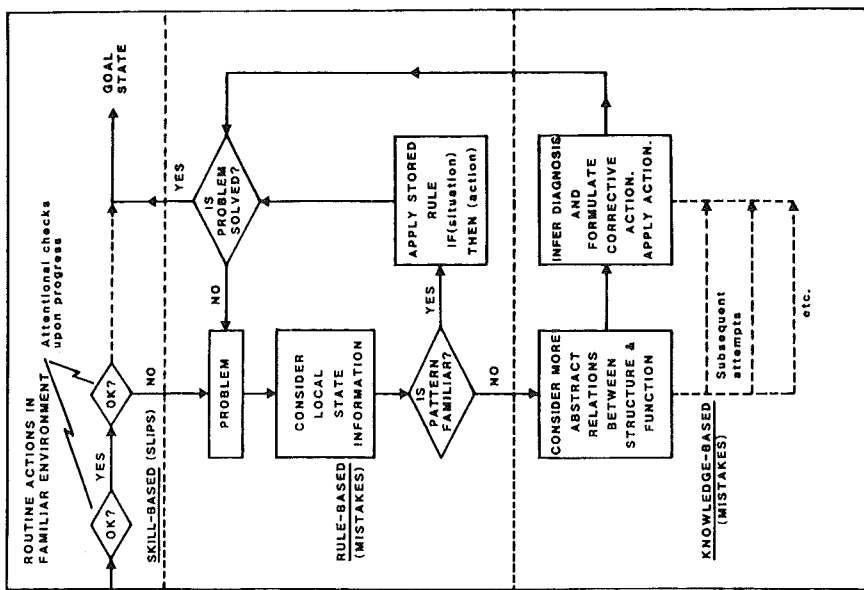 ROUTINE ACTIONS IN
FAMILIAR ENVIRONMENT
Attentional checks
upon progress
OK?
YES
OK?
GOAL
STATE
NO
SKILL-BASED (SLIPS)
IS
PROBLEM
SOLVED?
YES
NO
PROBLEM
CONSIDER
LOCAL
STATE
INFORMATION
IS
PATTERN
FAMILIAR?
YES
APPLY STORED
RULE
IF(situation)
THEN (action)
NO
RULE-BASED
(MISTAKES)
CONSIDER MORE
ABSTRACT
RELATIONS
BETWEEN
STRUCTURE &
FUNCTION
INFER DIAGNOSIS
AND
FORMULATE
CORRECTIVE
ACTION.
APPLY ACTION.
Subsequent
attempts
etc.
KNOWLEDGE-BASED
(MISTAKES)